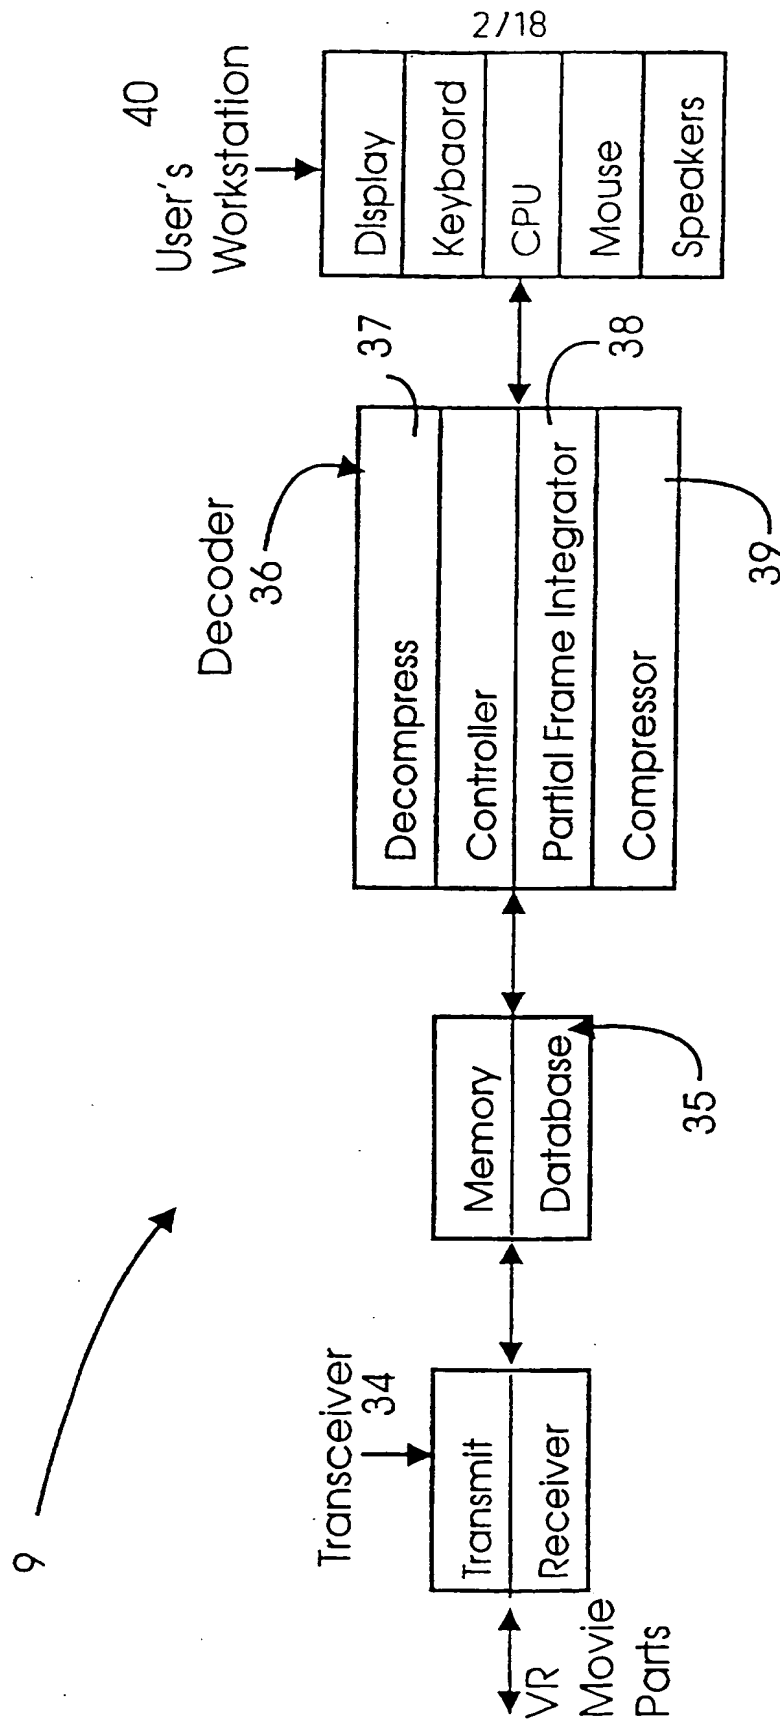 2/18
9
Transceiver
34
Transmit
Receiver
VR
Movie
Parts
Memory
Database
35
Decoder
36
Decompress
37
Controller
Partial Frame Integrator
38
Compressor
39
User's
40
Workstation
DIsplay
Keybaord
CPU
Mouse
Speakers